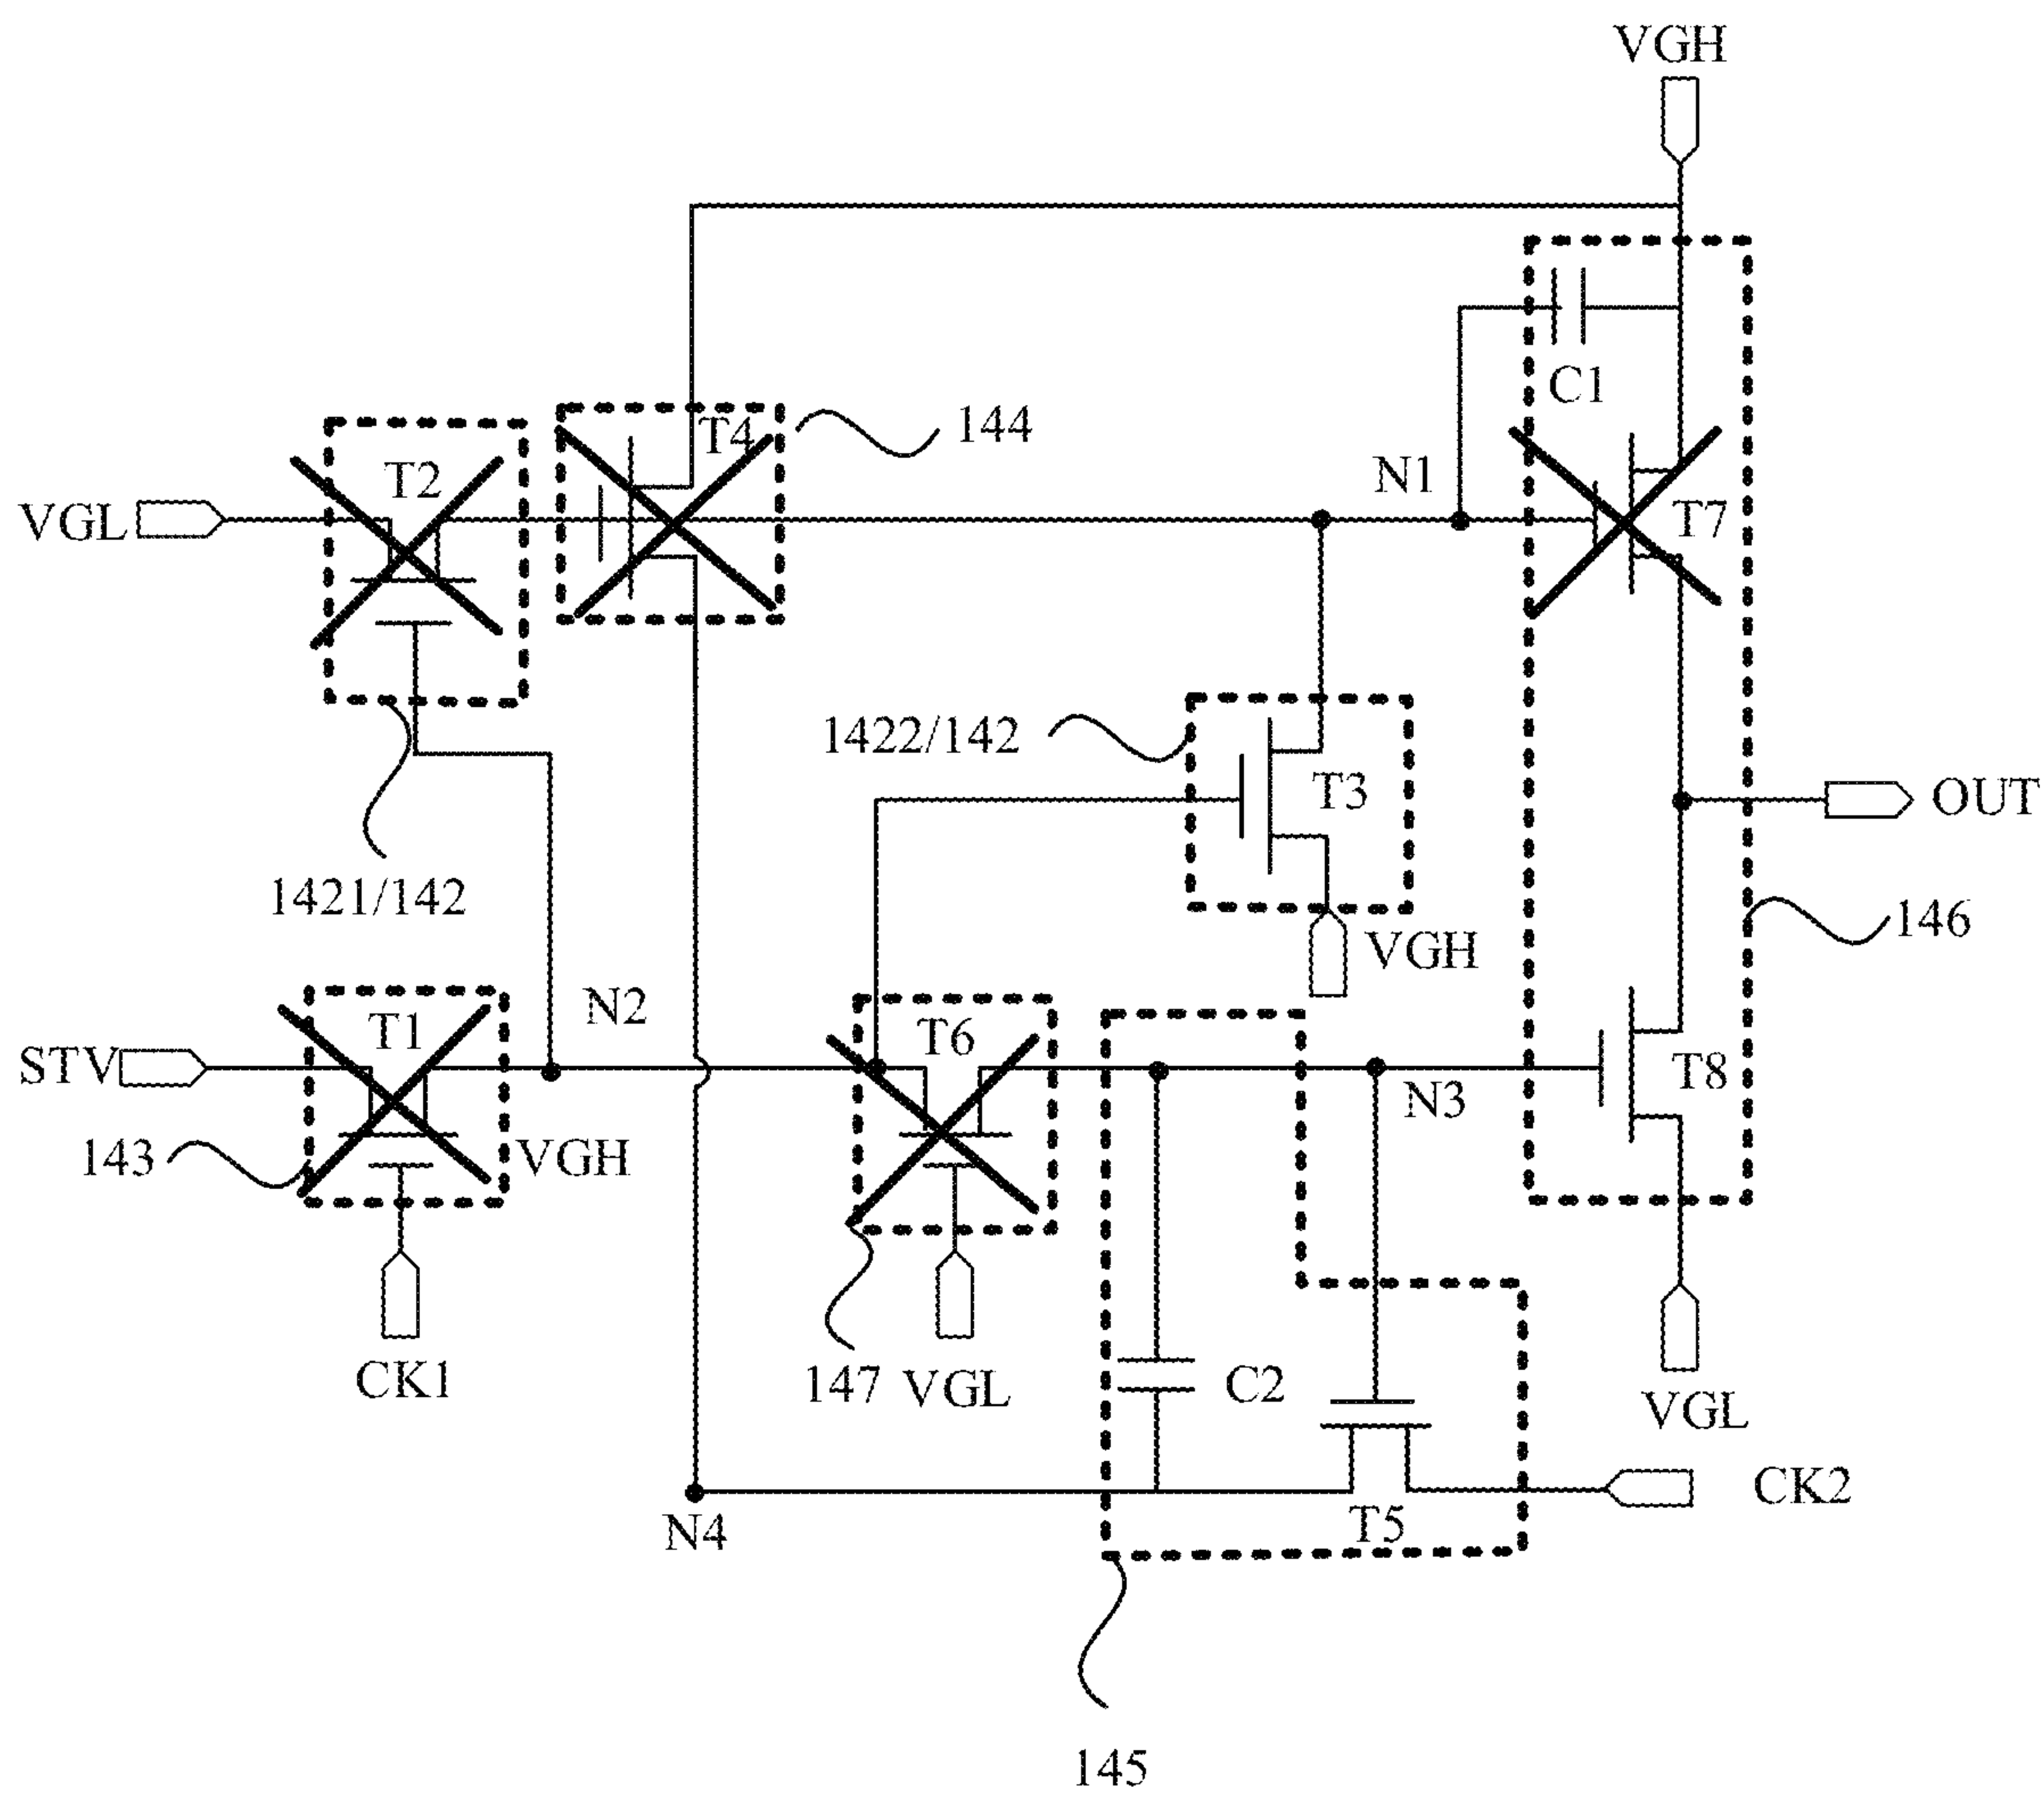 VGH
C1
T4
144
T2
N1
VGL
T7
1422/142
T3
OUT
1421/142
146
VGH
N2
T1
T6
STV
T8
N3
143
VGH
CK1
147
VGL
C2
VGL
CK2
T5
N4
145